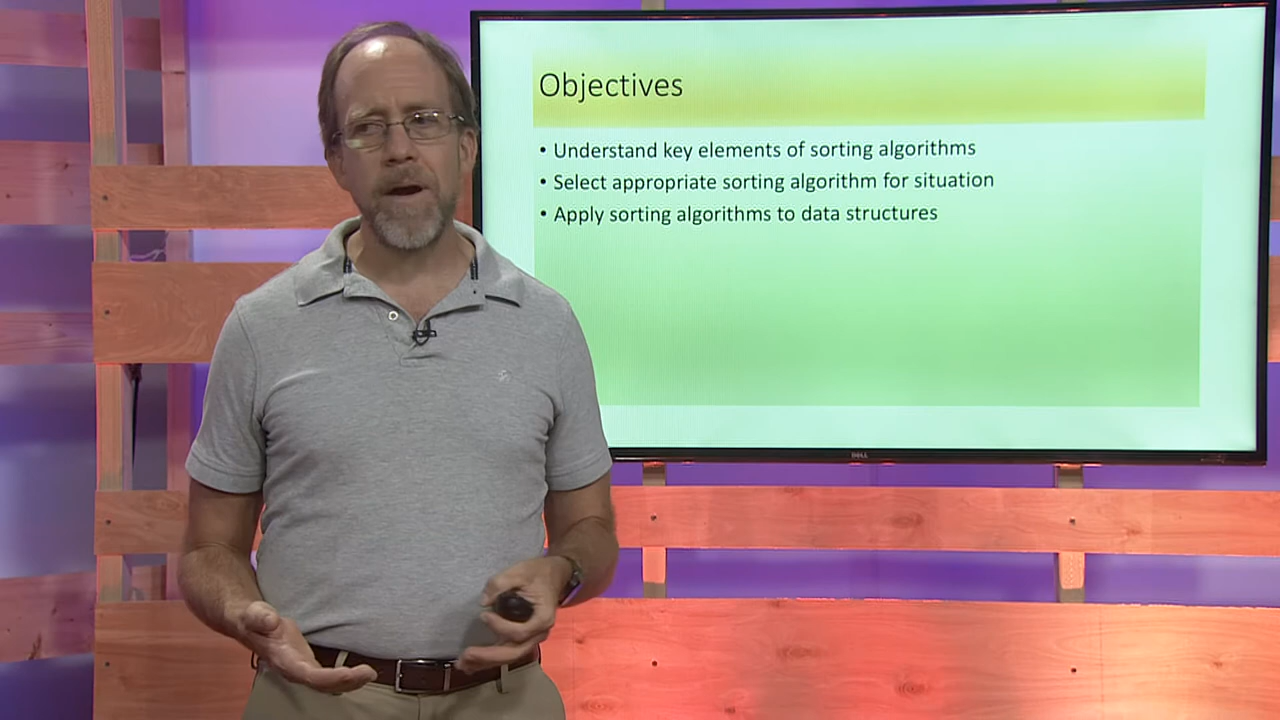 Objectives
• Understand key elements of sorting algorithms
• Select appropriate sorting algorithm for situation
• Apply sorting algorithms to data structures
DELL